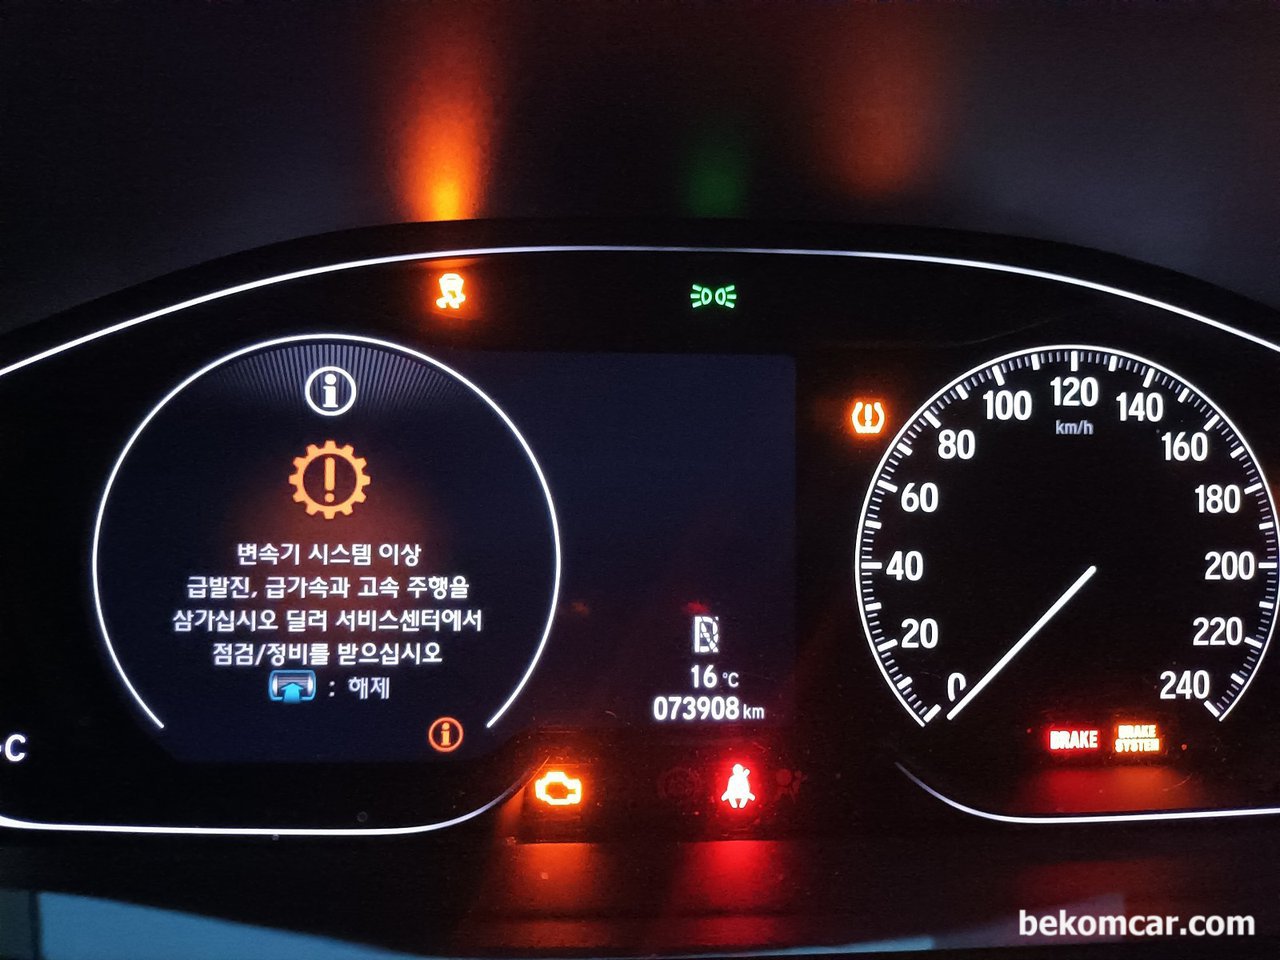 변속기 시스템 이상
급발진, 급가속과 고속 주행을
삼가십시오 딜러 서비스센터에서
점검/정비를 받으십시오
: 해제
C
16 °C
073908 km
0
20
40
60
80
100
120
140
160
180
200
220
240
km/h
BRAKE
BRAKE
SYSTEM
bekomcar.com